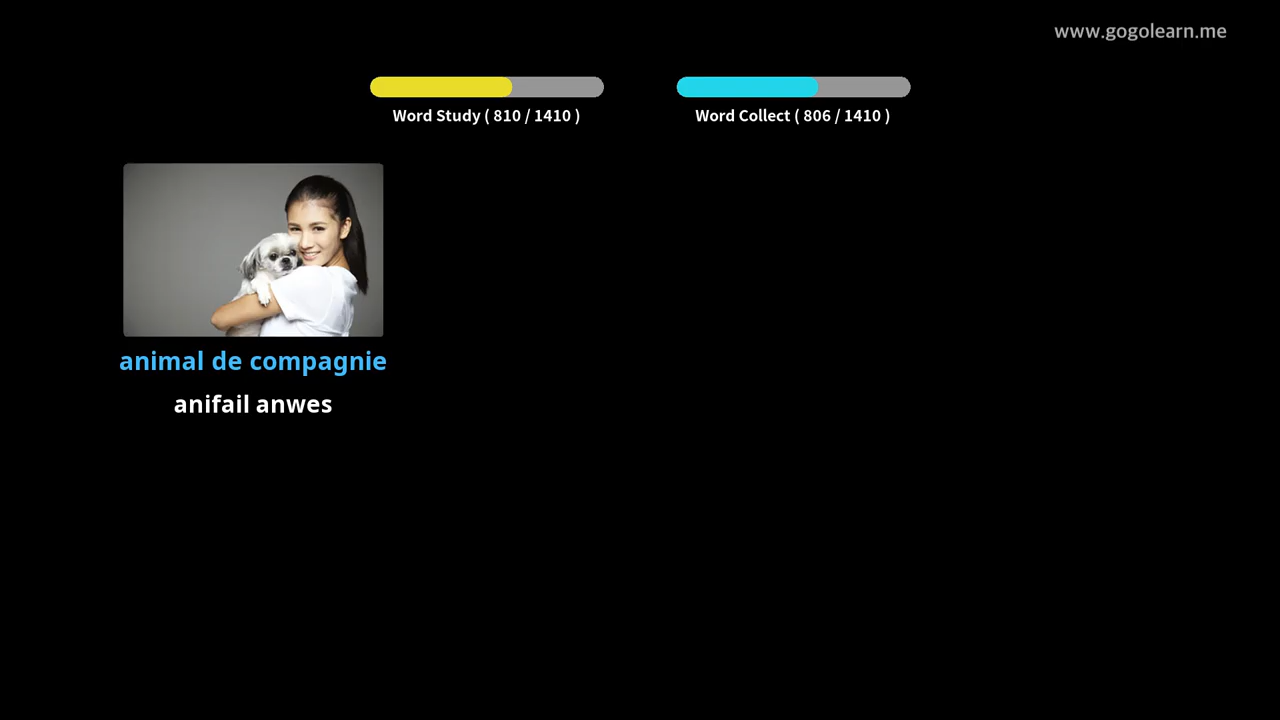 www.gogolearn.me
Word Study ( 810 / 1410 )
Word Collect ( 806 / 1410 )
animal de compagnie
anifail anwes